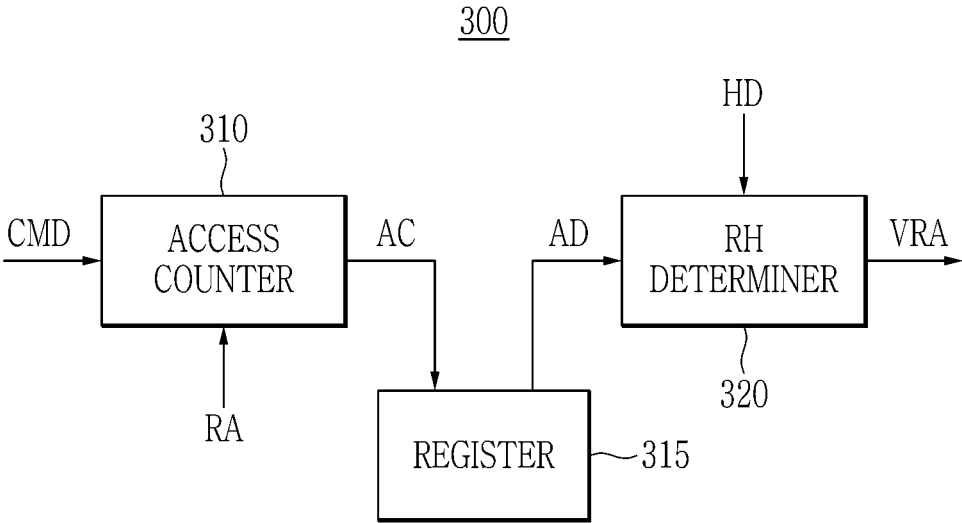 300
HD
310
CMD
ACCESS
COUNTER
AC
AD
RH
DETERMINER
VRA
RA
320
REGISTER
315